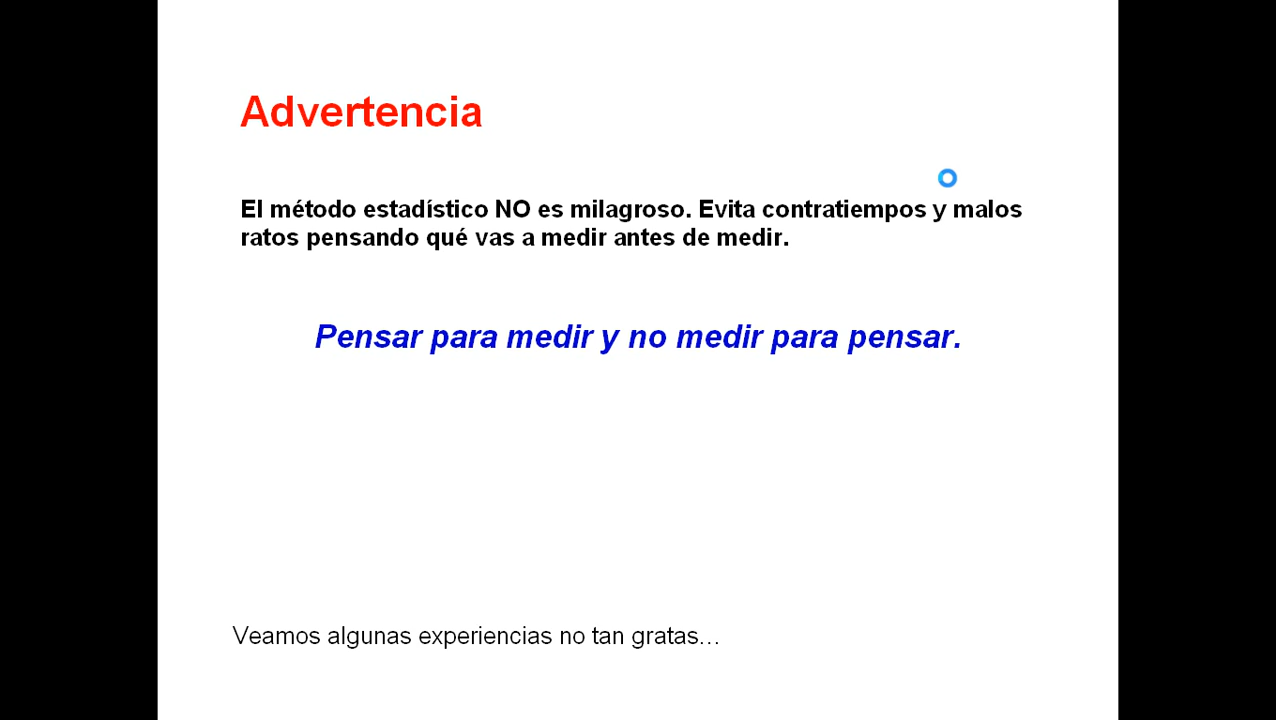 Advertencia
El método estadístico NO es milagroso. Evita contratiempos y malos
ratos pensando qué vas a medir antes de medir.
Pensar para medir y no medir para pensar.
Veamos algunas experiencias no tan gratas...